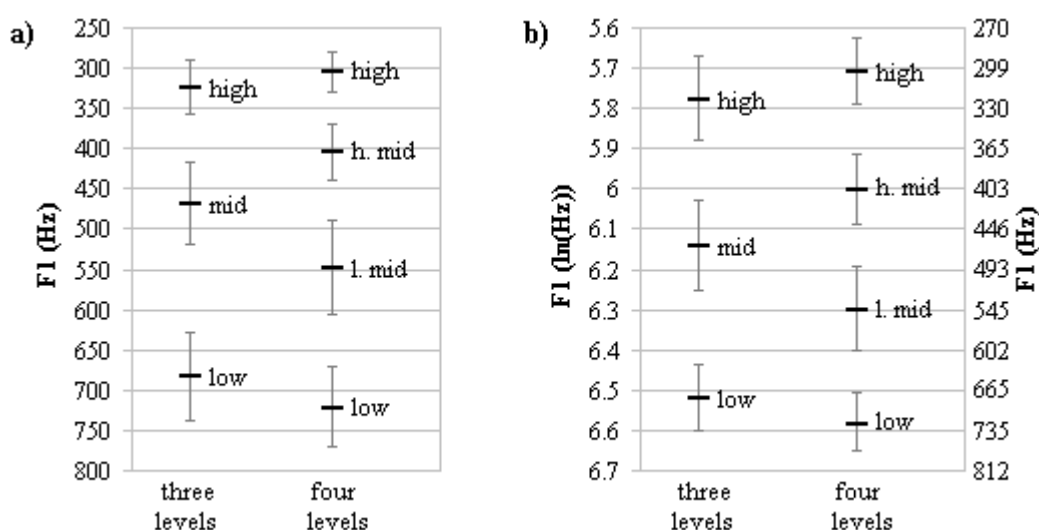 a)
F1 (Hz)
250
300
350
400
450
500
550
600
650
700
750
800
high
mid
low
high
h. mid
l. mid
low
three
levels
four
levels
b)
F1 (ln(Hz))
5.6
5.7
5.8
5.9
6
6.1
6.2
6.3
6.4
6.5
6.6
6.7
high
mid
low
high
h. mid
l. mid
low
three
levels
four
levels
270
299
330
365
403
446
493
545
602
665
735
812
F1 (Hz)